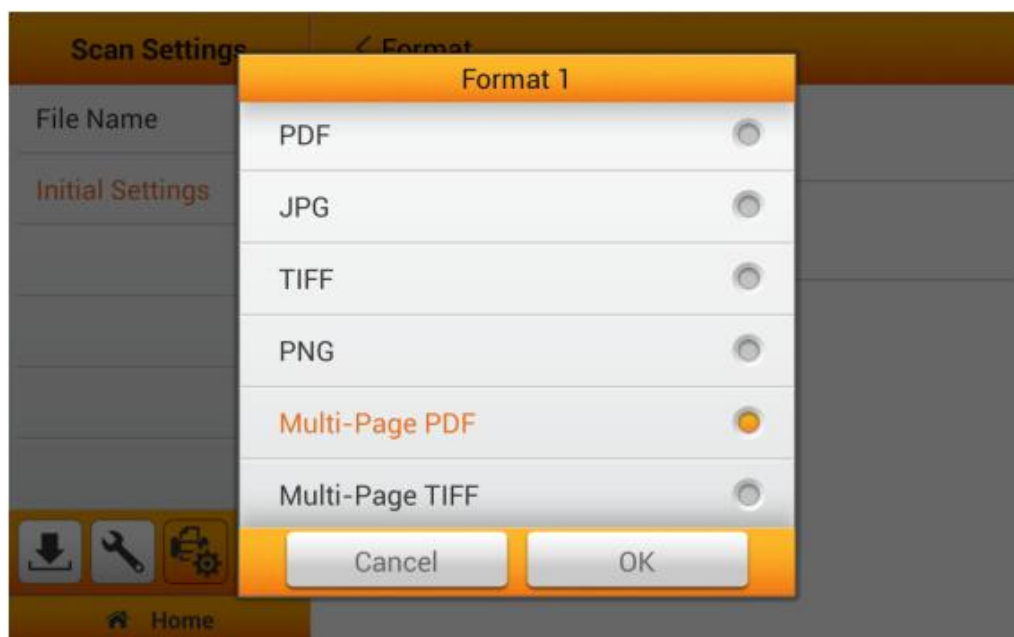 Scan Settings
< Format
Format 1
File Name
Initial Settings
PDF
JPG
TIFF
PNG
Multi-Page PDF
Multi-Page TIFF
Cancel
OK
Home